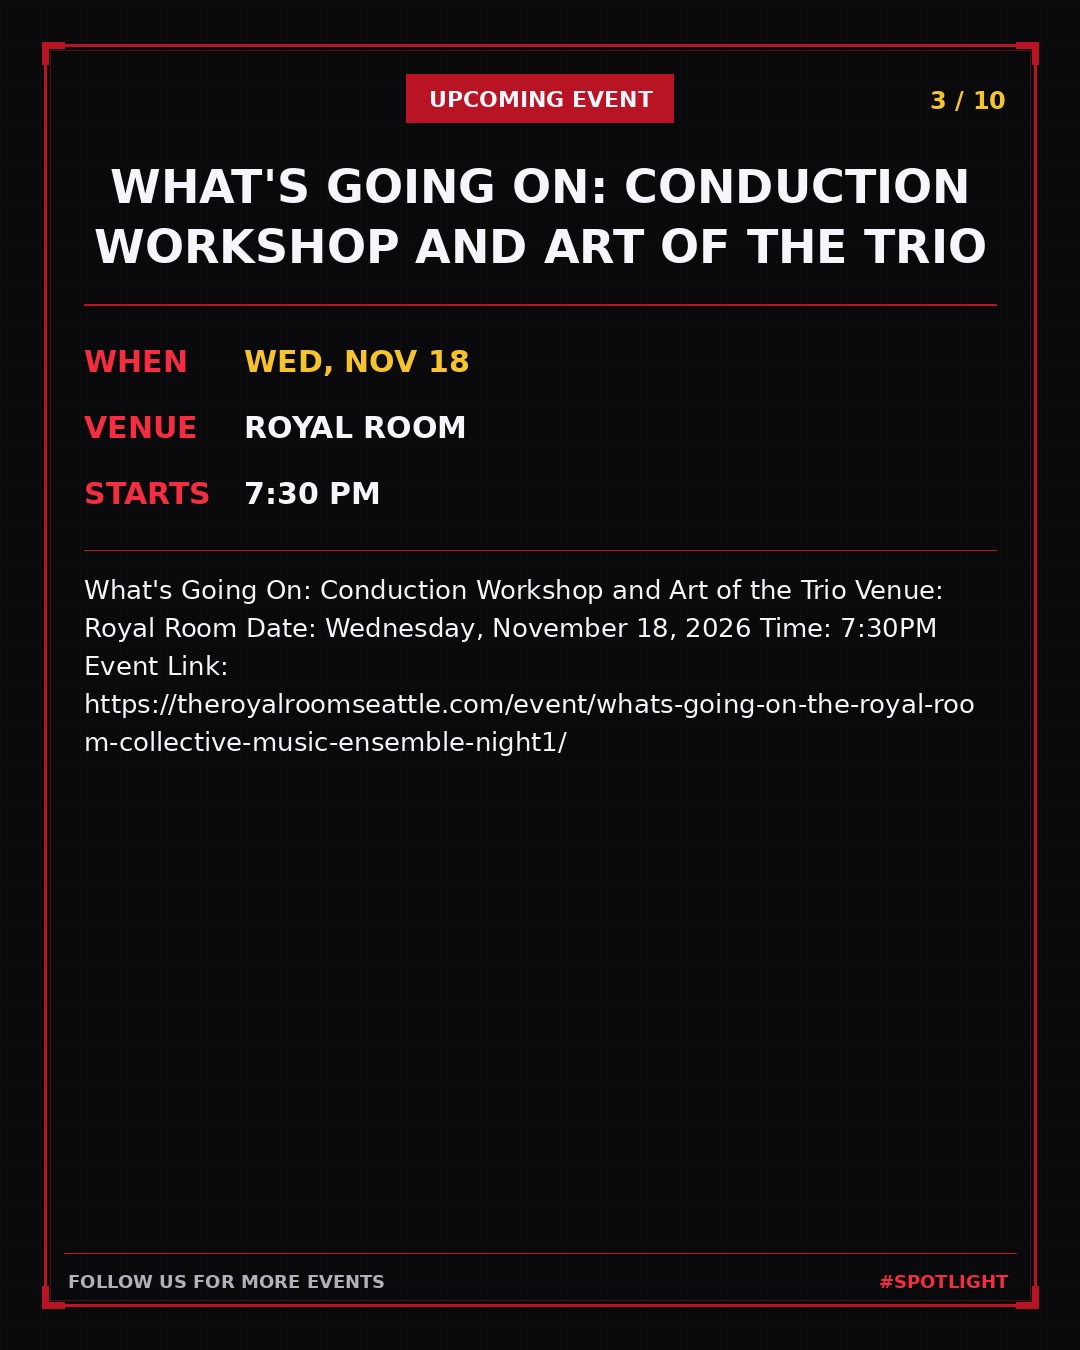 UPCOMING EVENT
3 / 10
WHAT'S GOING ON: CONDUCTION
WORKSHOP AND ART OF THE TRIO
WHEN WED, NOV 18
VENUE ROYAL ROOM
STARTS 7:30 PM
What's Going On: Conduction Workshop and Art of the Trio Venue:
Royal Room Date: Wednesday, November 18, 2026 Time: 7:30PM
Event Link:
https://theroyalroomseattle.com/event/whats-going-on-the-royal-roo
m-collective-music-ensemble-night1/
FOLLOW US FOR MORE EVENTS
#SPOTLIGHT